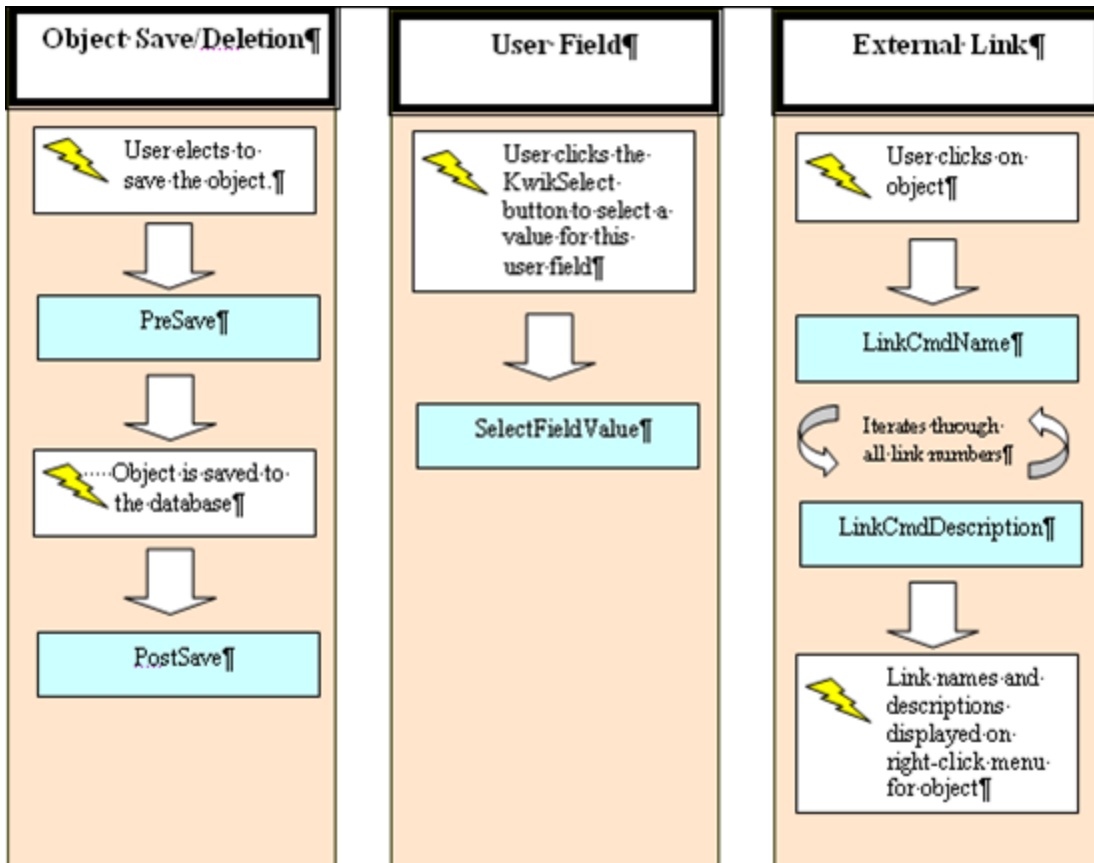 Object·Save/Deletion¶
User·elects·to·
save·the·object.¶
PreSave¶
·····Object·is·saved·to·
the·database¶
PostSave¶
User·Field¶
User·clicks·the·
KwikSelect·
button·to·select·a·
value·for·this·
user·field¶
SelectFieldValue¶
External·Link¶
User·clicks·on·
object¶
LinkCmdName¶
Iterates·through·
all·link·numbers¶
LinkCmdDescription¶
Link·names·and·
descriptions·
displayed·on·
right-click·menu·
for·object¶